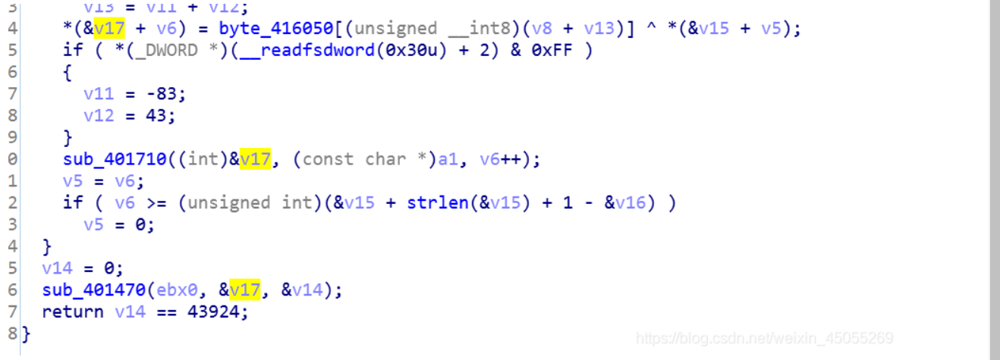 3 v13 = v11 + v12;
4 *(&v17 + v6) = byte_416050[(unsigned __int8)(v8 + v13)] ^ *(&v15 + v5);
5 if ( *(_DWORD *)(__readfsdword(0x30u) + 2) & 0xFF )
6 {
7 v11 = -83;
8 v12 = 43;
9 }
0 sub_401710((int)&v17, (const char *)a1, v6++);
1 v5 = v6;
2 if ( v6 >= (unsigned int)(&v15 + strlen(&v15) + 1 - &v16) )
3 v5 = 0;
4 }
5 v14 = 0;
6 sub_401470(ebx0, &v17, &v14);
7 return v14 == 43924;
8 }
https://blog.csdn.net/weixin_45055269